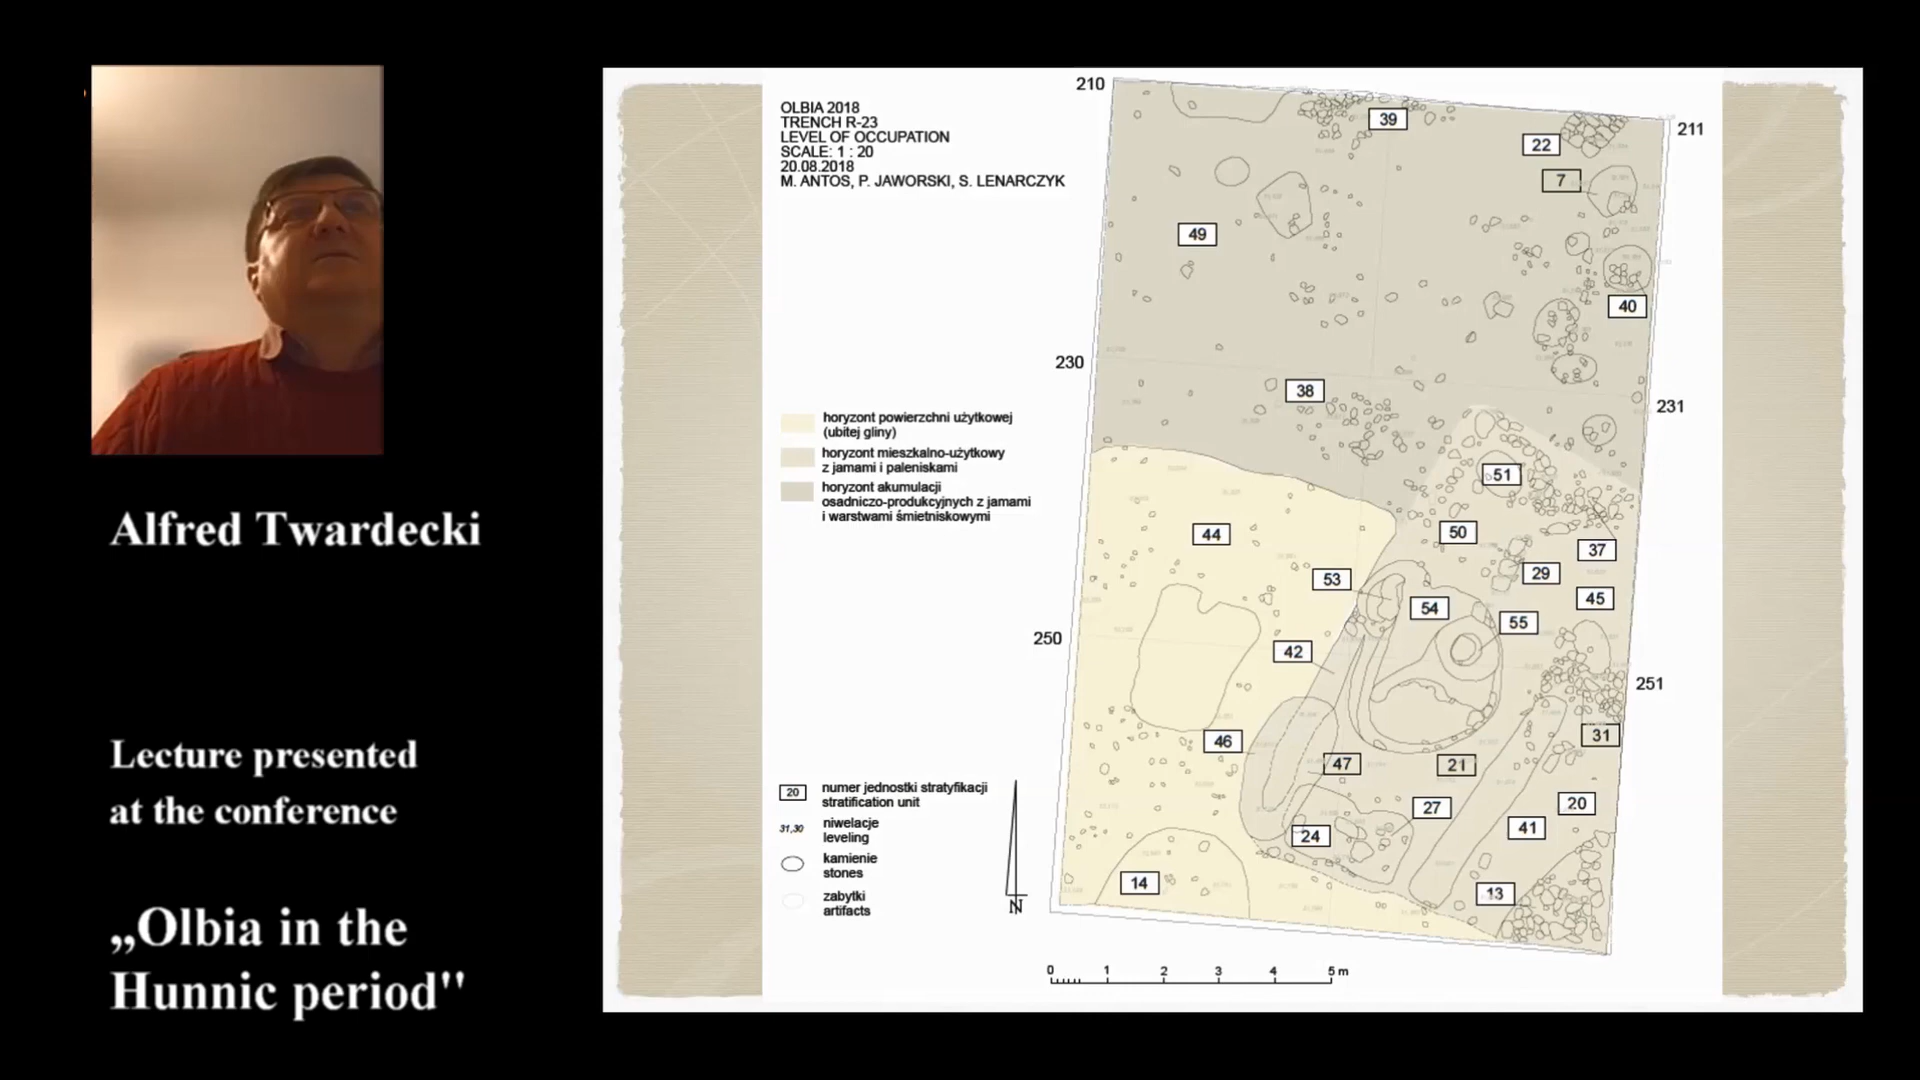 Alfred Twardecki
Lecture presented
at the conference
„Olbia in the
Hunnic period"
OLBIA 2018
TRENCH R-23
LEVEL OF OCCUPATION
SCALE: 1 : 20
20.08.2018
M. ANTOS, P. JAWORSKI, S. LENARCZYK
horyzont powierzchni użytkowej
(ubitej gliny)
horyzont mieszkalno-użytkowy
z jamami i paleniskami
horyzont akumulacji
osadniczo-produkcyjnych z jamami
i warstwami śmietniskowymi
20 numer jednostki stratyfikacji
stratification unit
31,30 niwelacje
leveling
kamienie
stones
zabytki
artifacts
N
210
39
211
22
7
49
40
230
38
231
51
44
50
37
53
29
54
45
55
250
42
251
46
31
47
21
27
20
24
41
14
13
0 1 2 3 4 5 m